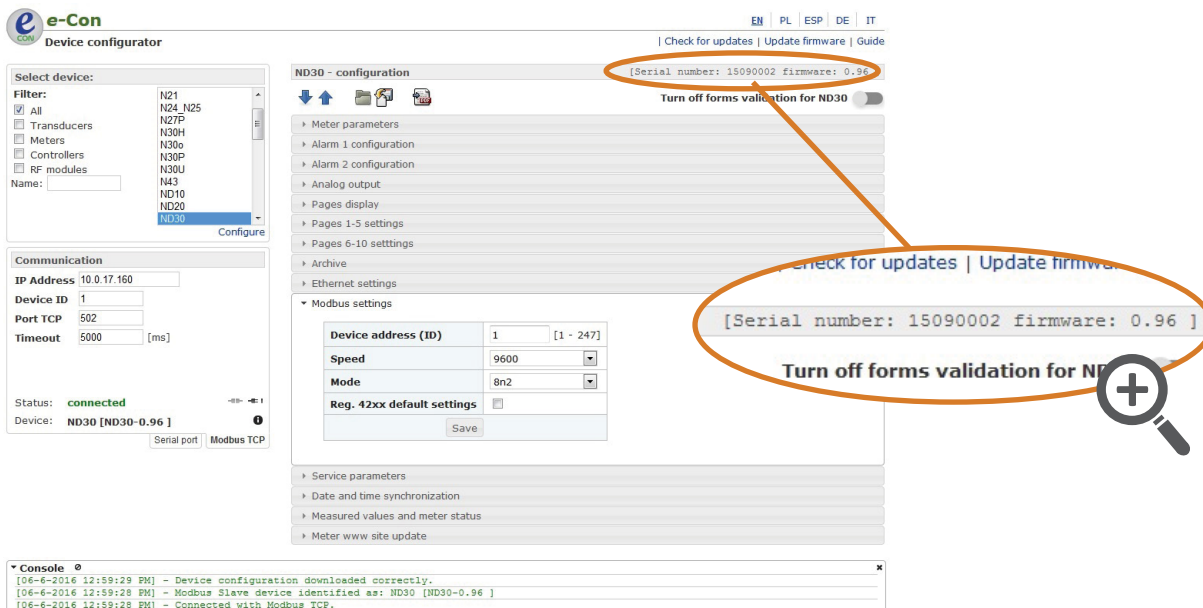 e-Con
CON
Device configurator
EN | PL | ESP | DE | IT
| Check for updates | Update firmware | Guide
Select device:
Filter:
All
Transducers
Meters
Controllers
RF modules
Name:
N21
N24_N25
N27P
N30H
N30o
N30P
N30U
N43
ND10
ND20
ND30
Configure
Communication
IP Address 10.0.17.160
Device ID 1
Port TCP 502
Timeout 5000 [ms]
Status: connected
Device: ND30 [ND30-0.96 ]
Serial port Modbus TCP
ND30 - configuration
[Serial number: 15090002 firmware: 0.96
Turn off forms validation for ND30
Meter parameters
Alarm 1 configuration
Alarm 2 configuration
Analog output
Pages display
Pages 1-5 settings
Pages 6-10 setttings
Archive
Ethernet settings
Modbus settings
Device address (ID) 1 [1 - 247]
Speed 9600
Mode 8n2
Reg. 42xx default settings
Save
Service parameters
Date and time synchronization
Measured values and meter status
Meter www site update
Check for updates | Update firmwa
[Serial number: 15090002 firmware: 0.96 ]
Turn off forms validation for ND
Console
[06-6-2016 12:59:29 PM] - Device configuration downloaded correctly.
[06-6-2016 12:59:28 PM] - Modbus Slave device identified as: ND30 [ND30-0.96 ]
[06-6-2016 12:59:28 PM] - Connected with Modbus TCP.